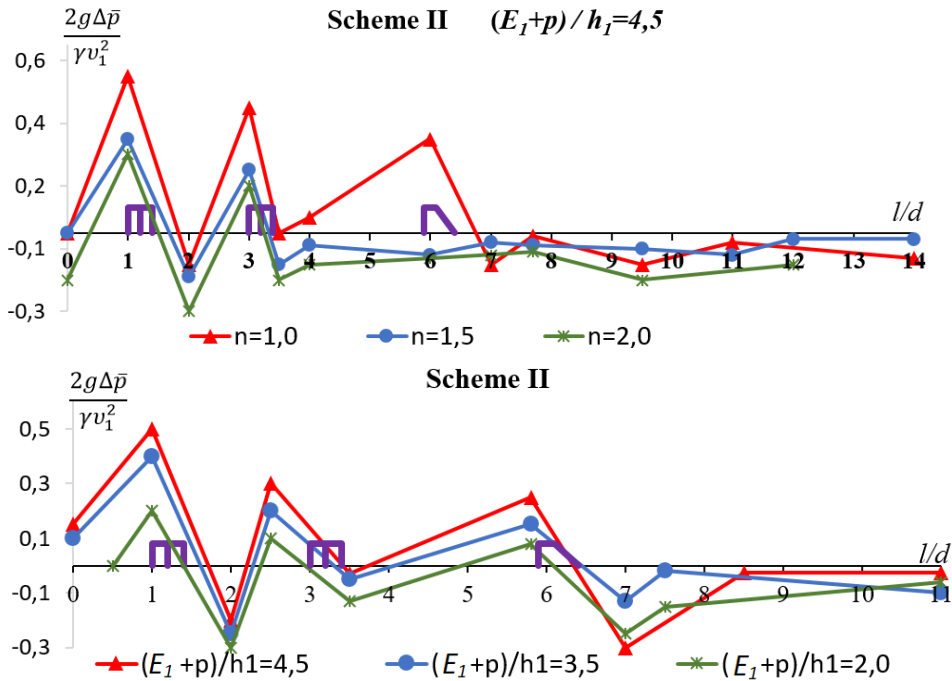 Scheme II (E₁+p) / h₁=4,5
2gΔp̄
γυ₁²
0,6
0,4
0,2
-0,1
-0,3
l/d
0 1 2 3 4 5 6 7 8 9 10 11 12 13 14
n=1,0 n=1,5 n=2,0
Scheme II
2gΔp̄
γυ₁²
0,5
0,3
0,1
-0,1
-0,3
l/d
0 1 2 3 4 5 6 7 8 9 10 11
(E₁ +p)/h1=4,5 (E₁ +p)/h1=3,5 (E₁ +p)/h1=2,0